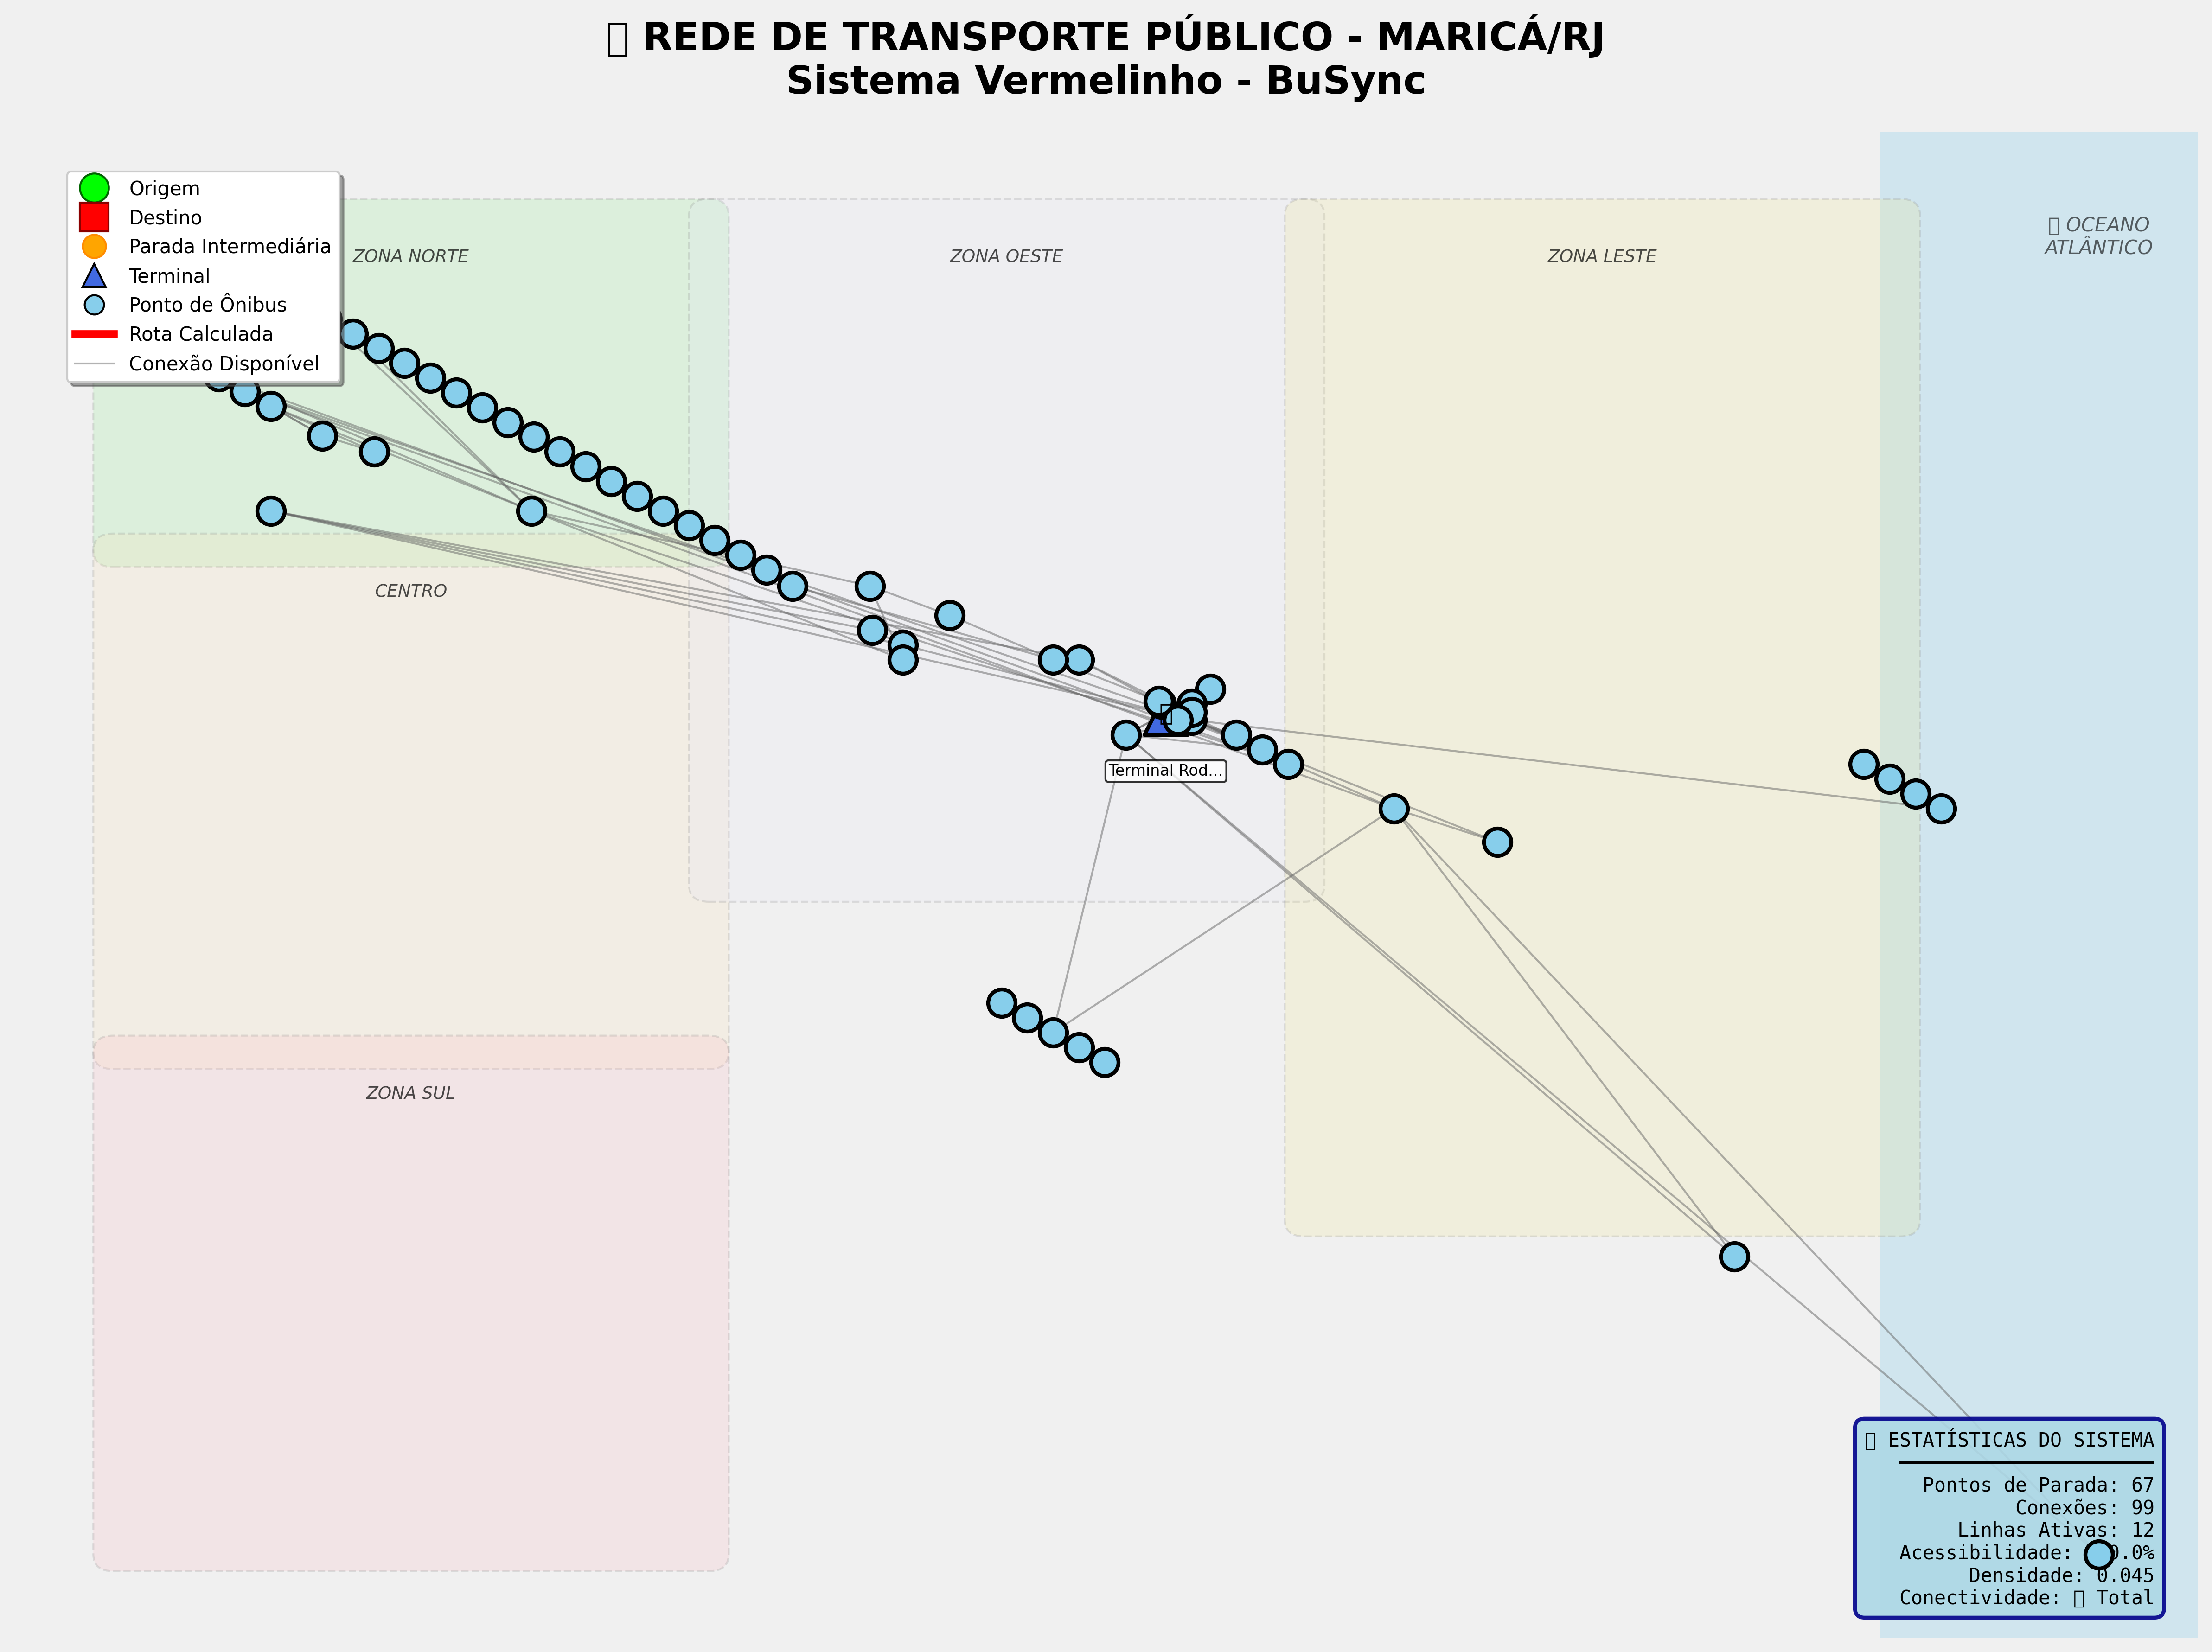 REDE DE TRANSPORTE PÚBLICO - MARICÁ/RJ
Sistema Vermelinho - BuSync
Origem
Destino
Parada Intermediária
Terminal
Ponto de Ônibus
Rota Calculada
Conexão Disponível
ZONA NORTE
ZONA OESTE
ZONA LESTE
OCEANO
ATLÂNTICO
CENTRO
Terminal Rod...
ZONA SUL
ESTATÍSTICAS DO SISTEMA
Pontos de Parada: 67
Conexões: 99
Linhas Ativas: 12
Acessibilidade:
Densidade: 0.045
Conectividade: Total